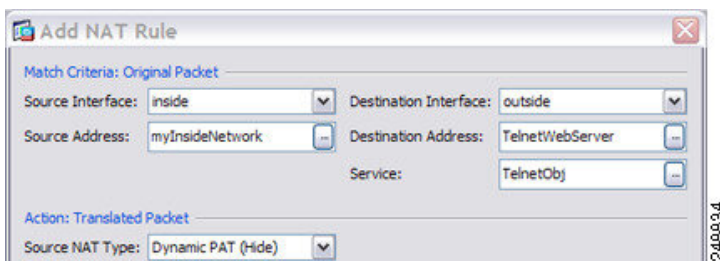 Add NAT Rule
Match Criteria: Original Packet
Source Interface: inside Destination Interface: outside
Source Address: myInsideNetwork ... Destination Address: TelnetWebServer ...
Service: TelnetObj ...
Action: Translated Packet
Source NAT Type: Dynamic PAT (Hide)
248834